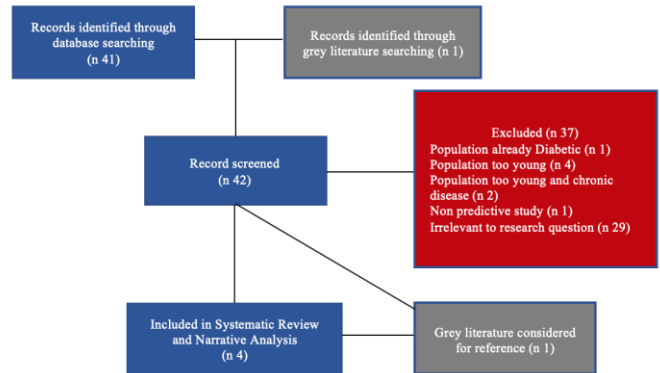 Records identified through
database searching
(n 41)
Records identified through
grey literature searching (n 1)
Record screened
(n 42)
Excluded (n 37)
Population already Diabetic (n 1)
Population too young (n 4)
Population too young and chronic
disease (n 2)
Non predictive study (n 1)
Irrelevant to research question (n 29)
Included in Systematic Review
and Narrative Analysis
(n 4)
Grey literature considered
for reference (n 1)